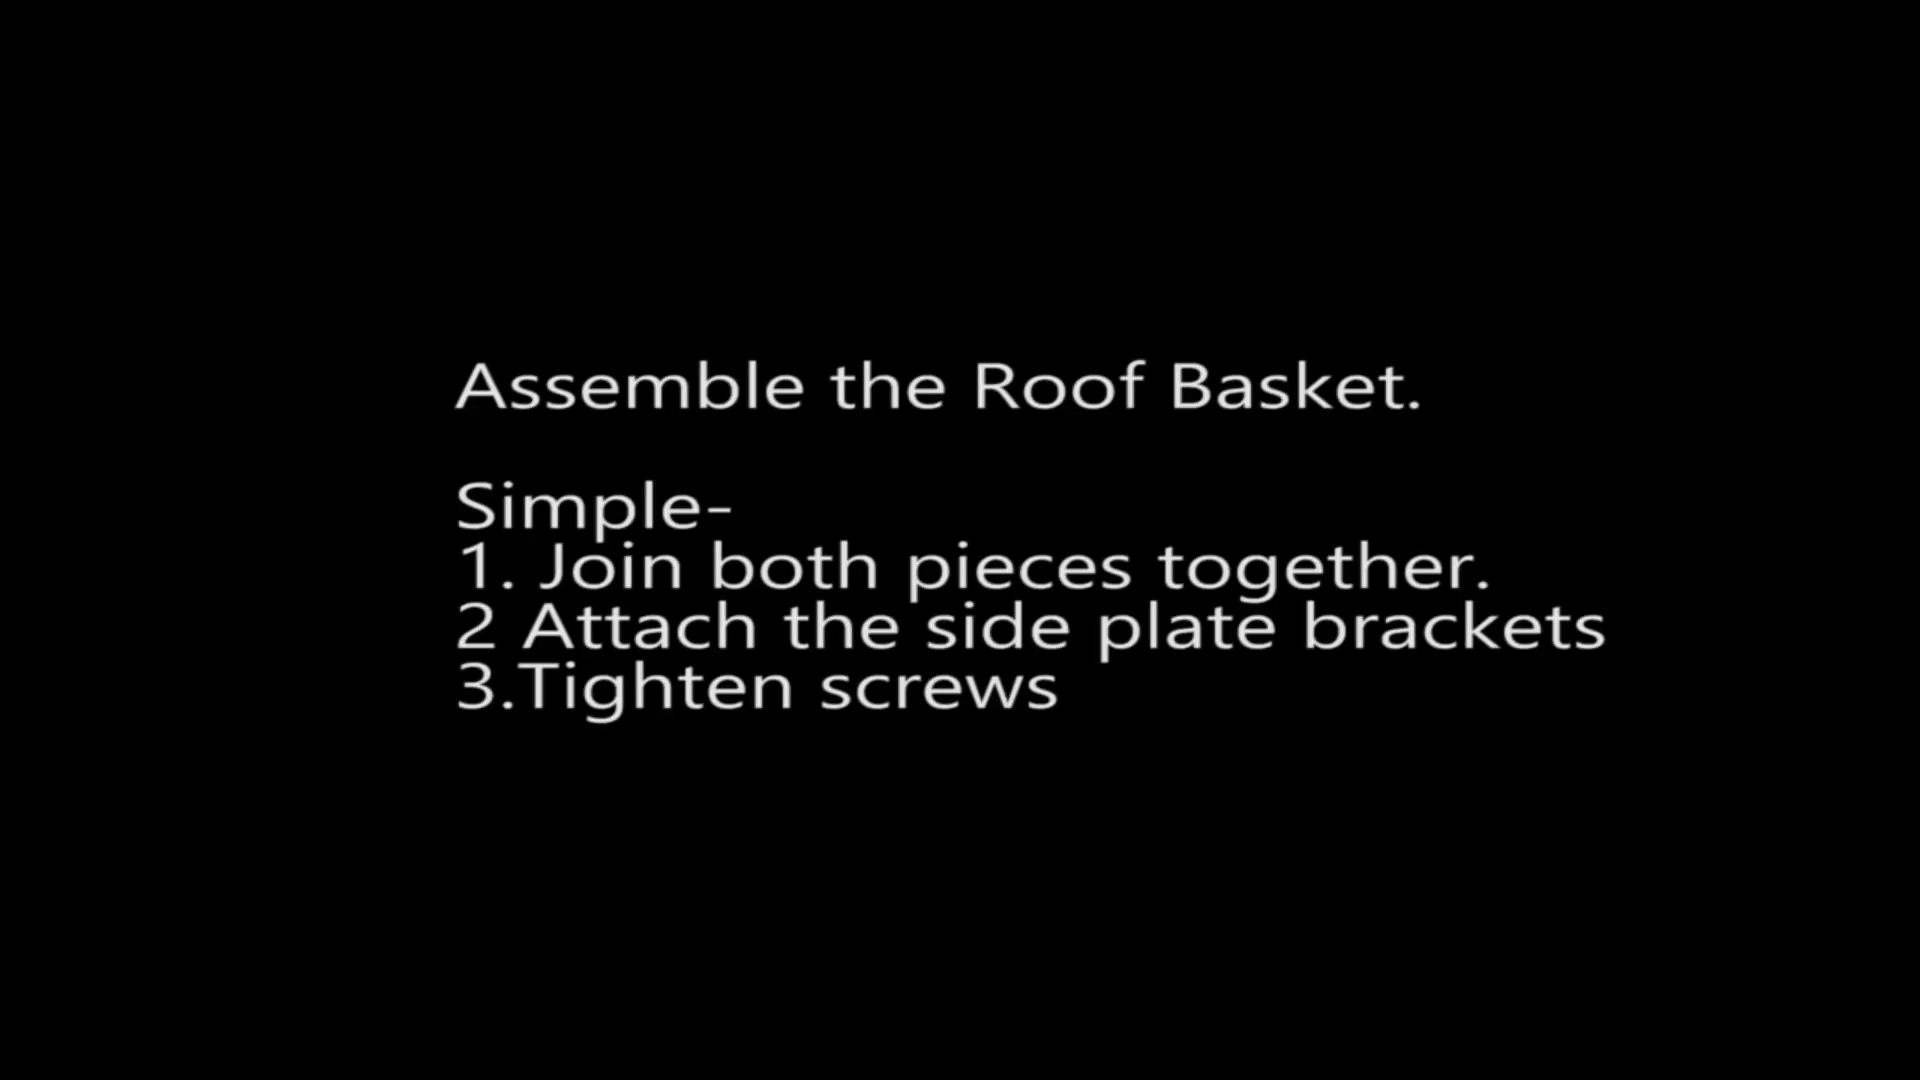 Assemble the Roof Basket.
Simple-
1. Join both pieces together.
2 Attach the side plate brackets
3.Tighten screws